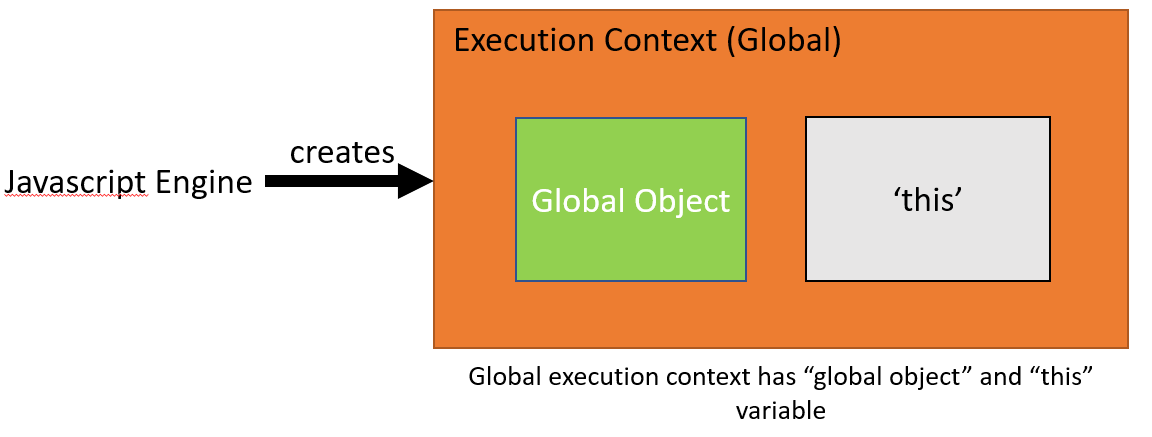 Execution Context (Global)
creates
Javascript Engine
Global Object
‘this’
Global execution context has “global object” and “this”
variable